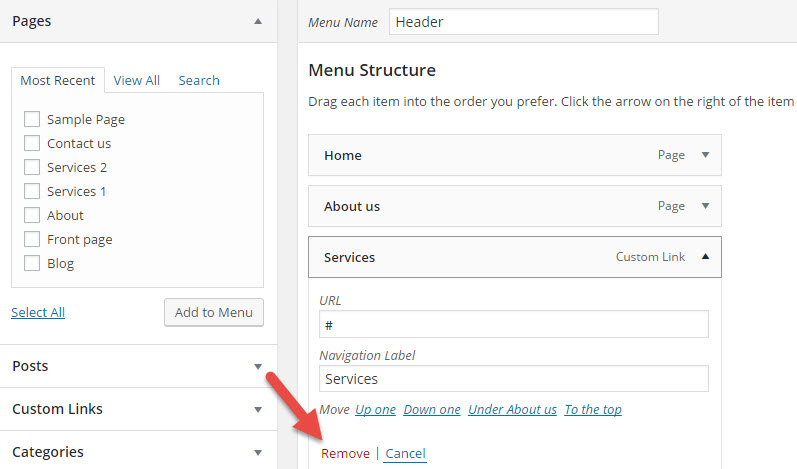 Pages
Most Recent View All Search
Sample Page
Contact us
Services 2
Services 1
About
Front page
Blog
Select All Add to Menu
Posts
Custom Links
Categories
Menu Name Header
Menu Structure
Drag each item into the order you prefer. Click the arrow on the right of the item
Home Page
About us Page
Services Custom Link
URL
#
Navigation Label
Services
Move Up one Down one Under About us To the top
Remove | Cancel